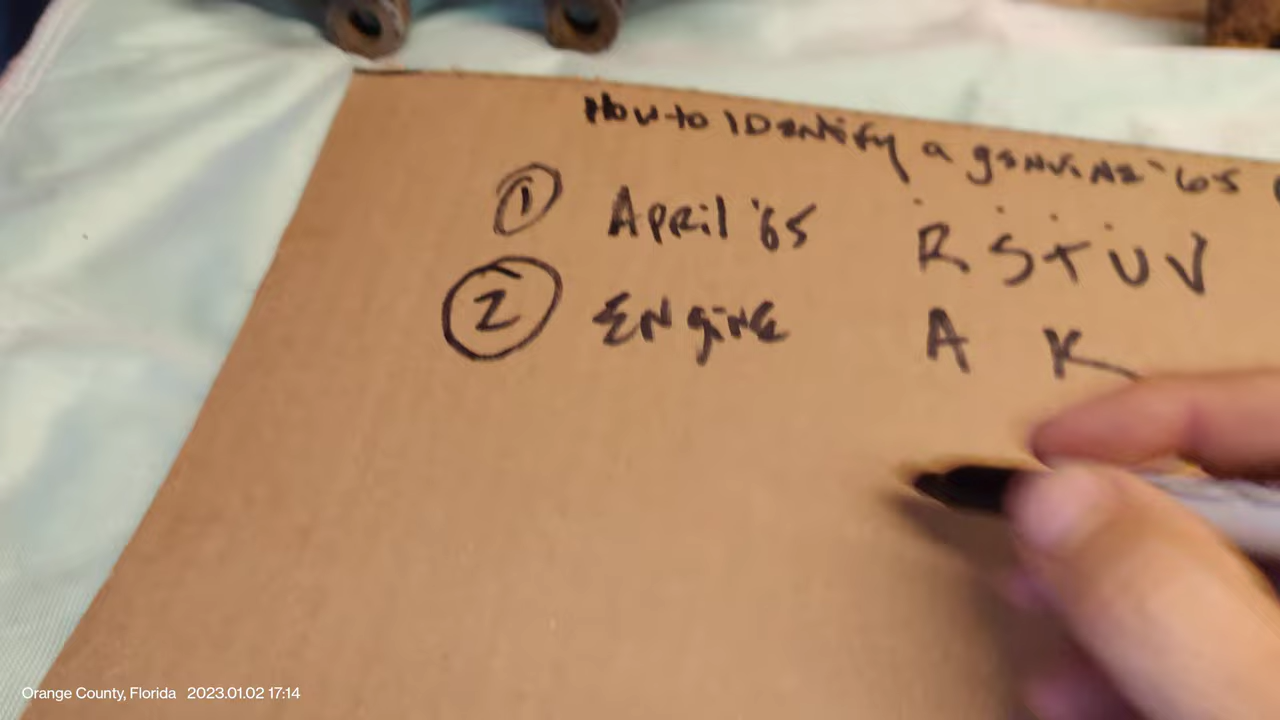 How to IDENtify a gENUiNE '65
① April '65 R S T U V
② ENgiNE A K
Orange County, Florida 2023.01.02 17:14